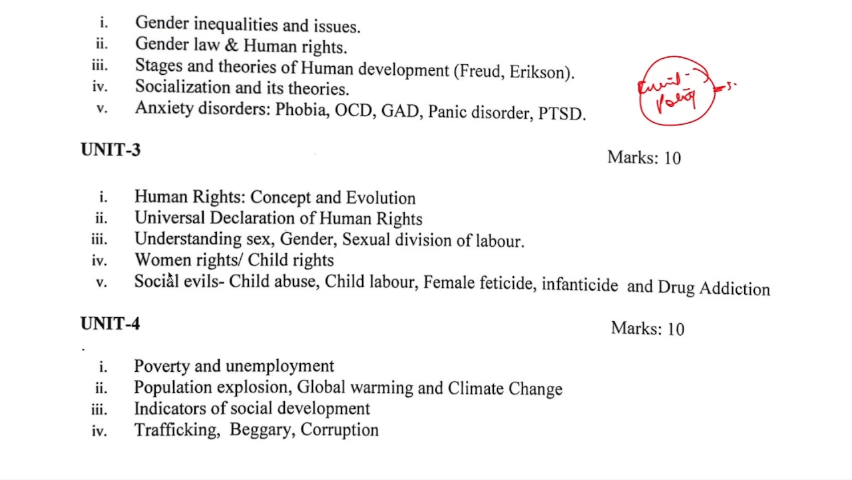 i. Gender inequalities and issues.
ii. Gender law & Human rights.
iii. Stages and theories of Human development (Freud, Erikson).
iv. Socialization and its theories.
v. Anxiety disorders: Phobia, OCD, GAD, Panic disorder, PTSD.
UNIT-3 Marks: 10
i. Human Rights: Concept and Evolution
ii. Universal Declaration of Human Rights
iii. Understanding sex, Gender, Sexual division of labour.
iv. Women rights/ Child rights
v. Social evils- Child abuse, Child labour, Female feticide, infanticide and Drug Addiction
UNIT-4 Marks: 10
i. Poverty and unemployment
ii. Population explosion, Global warming and Climate Change
iii. Indicators of social development
iv. Trafficking, Beggary, Corruption